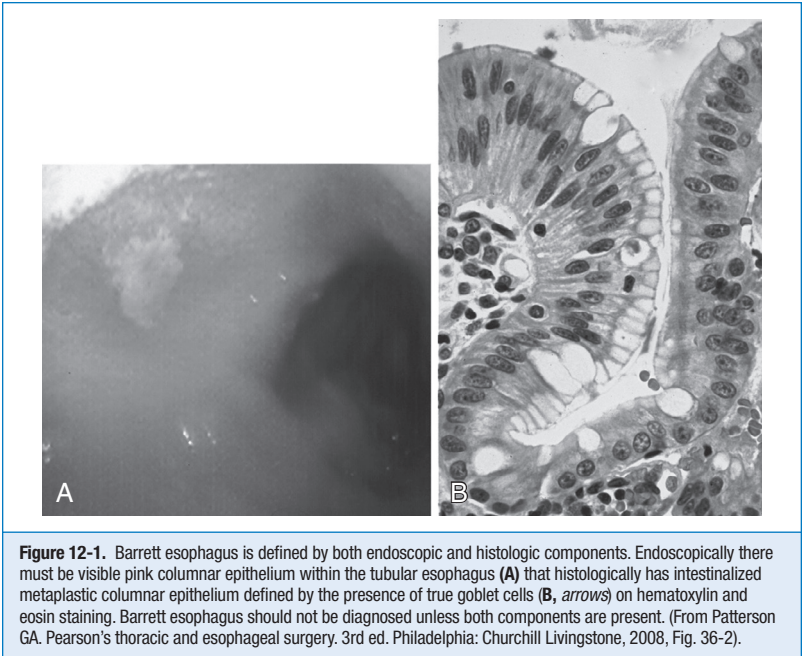 A
B
Figure 12-1. Barrett esophagus is defined by both endoscopic and histologic components. Endoscopically there
must be visible pink columnar epithelium within the tubular esophagus (A) that histologically has intestinalized
metaplastic columnar epithelium defined by the presence of true goblet cells (B, arrows) on hematoxylin and
eosin staining. Barrett esophagus should not be diagnosed unless both components are present. (From Patterson
GA. Pearson’s thoracic and esophageal surgery. 3rd ed. Philadelphia: Churchill Livingstone, 2008, Fig. 36-2).